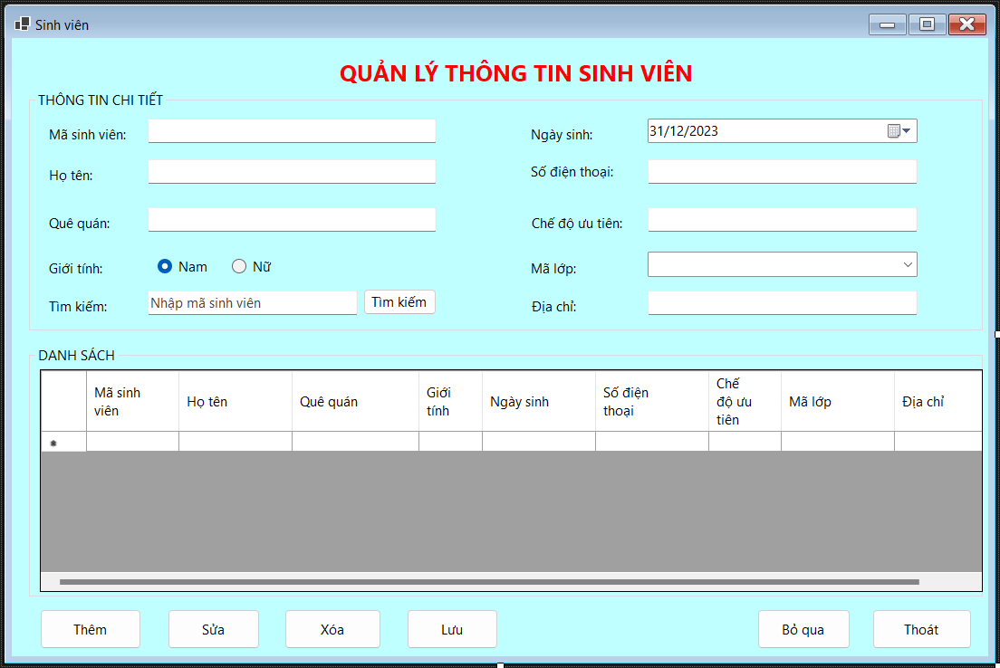 Sinh viên
QUẢN LÝ THÔNG TIN SINH VIÊN
THÔNG TIN CHI TIẾT
Mã sinh viên:
Ngày sinh:
31/12/2023
Họ tên:
Số điện thoại:
Quê quán:
Chế độ ưu tiên:
Giới tính:
Nam
Nữ
Mã lớp:
Tìm kiếm:
Nhập mã sinh viên
Tìm kiếm
Địa chỉ:
DANH SÁCH
Mã sinh
viên
Họ tên
Quê quán
Giới
tính
Ngày sinh
Số điện
thoại
Chế
độ ưu
tiên
Mã lớp
Địa chỉ
Thêm
Sửa
Xóa
Lưu
Bỏ qua
Thoát